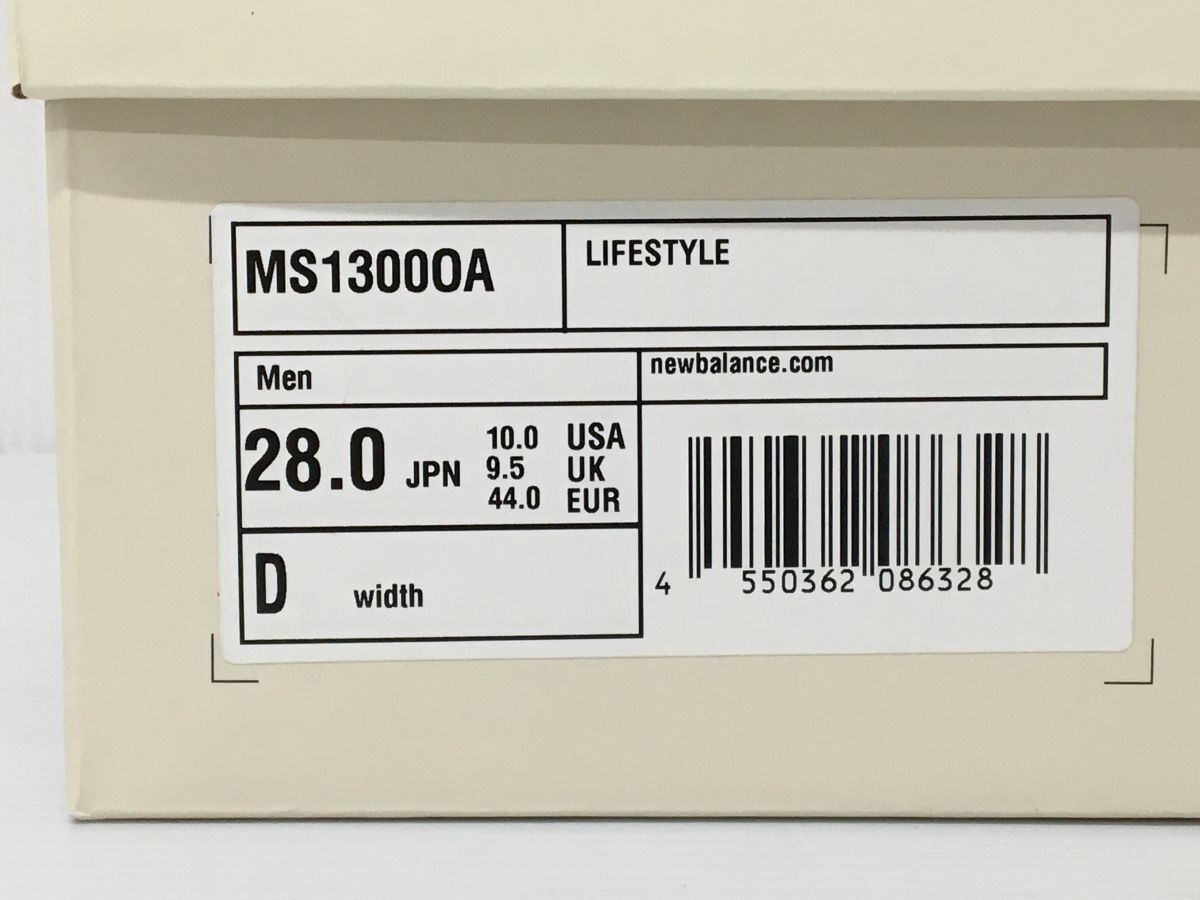 MS1300OA
LIFESTYLE
Men
newbalance.com
28.0 JPN
10.0 USA
9.5 UK
44.0 EUR
D width
4 550362 086328